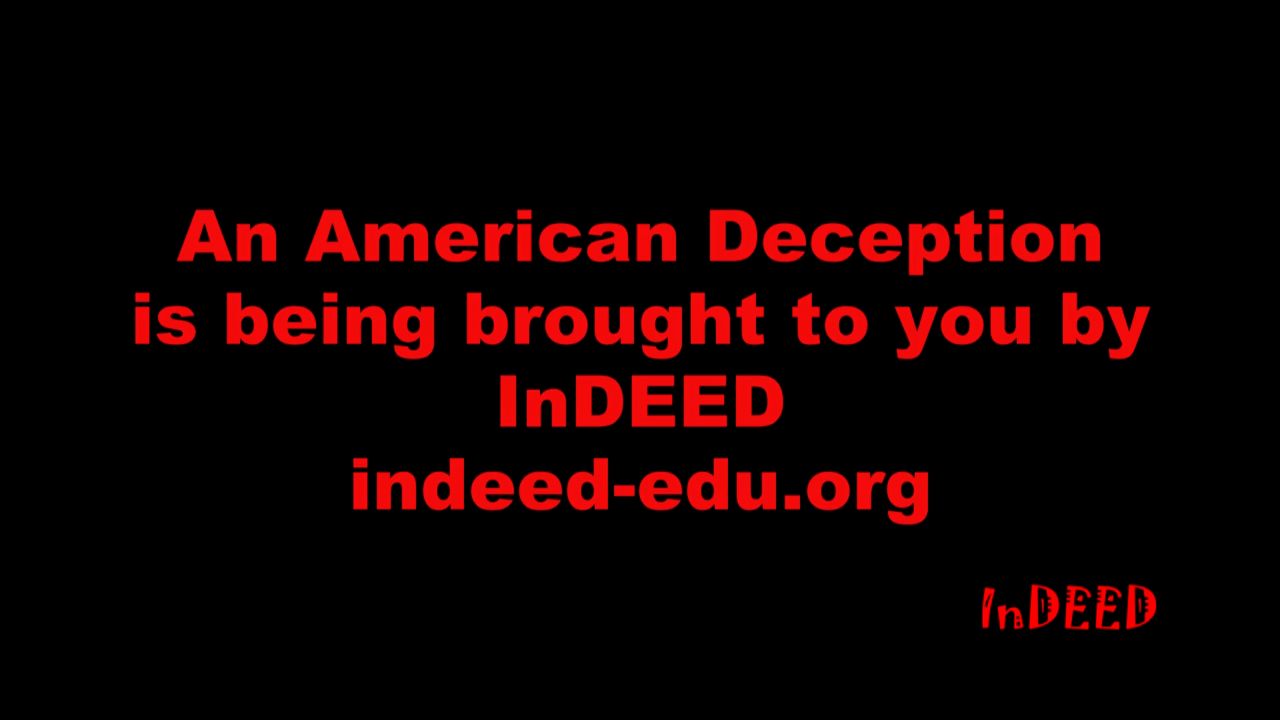 An American Deception
is being brought to you by
InDEED
indeed-edu.org
InDEED